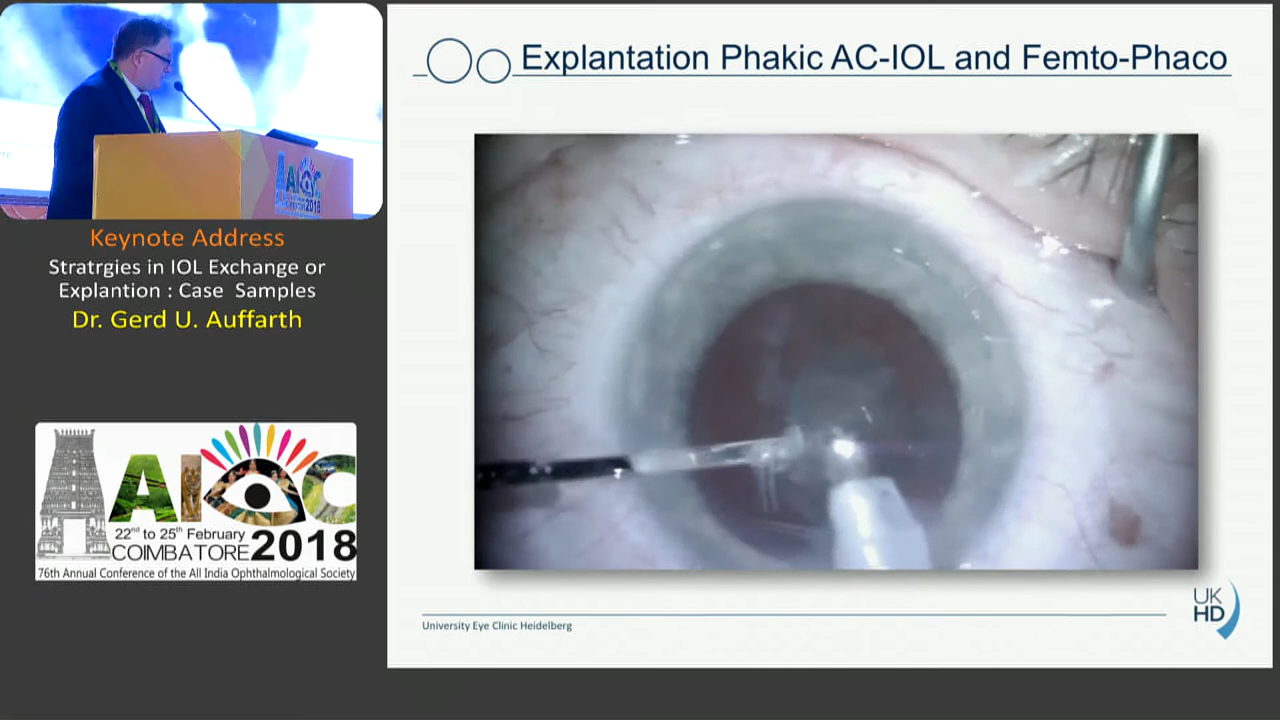 AIOC
2018
Keynote Address
Stratrgies in IOL Exchange or
Explantion : Case Samples
Dr. Gerd U. Auffarth
AIOC
22nd to 25th February
COIMBATORE 2018
76th Annual Conference of the All India Ophthalmological Society
Explantation Phakic AC-IOL and Femto-Phaco
University Eye Clinic Heidelberg
UK
HD